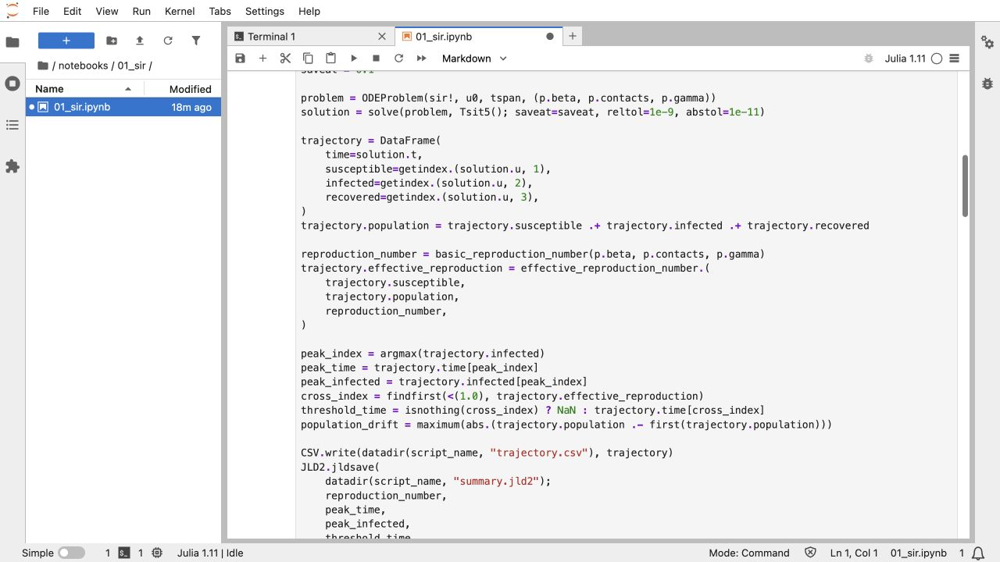 File Edit View Run Kernel Tabs Settings Help
Terminal 1
01_sir.ipynb
+
Markdown
Julia 1.11
/ notebooks / 01_sir /
Name Modified
01_sir.ipynb 18m ago
saveat = 0.1
problem = ODEProblem(sir!, u0, tspan, (p.beta, p.contacts, p.gamma))
solution = solve(problem, Tsit5(); saveat=saveat, reltol=1e-9, abstol=1e-11)
trajectory = DataFrame(
    time=solution.t,
    susceptible=getindex.(solution.u, 1),
    infected=getindex.(solution.u, 2),
    recovered=getindex.(solution.u, 3),
)
trajectory.population = trajectory.susceptible .+ trajectory.infected .+ trajectory.recovered
reproduction_number = basic_reproduction_number(p.beta, p.contacts, p.gamma)
trajectory.effective_reproduction = effective_reproduction_number.(
    trajectory.susceptible,
    trajectory.population,
    reproduction_number,
)
peak_index = argmax(trajectory.infected)
peak_time = trajectory.time[peak_index]
peak_infected = trajectory.infected[peak_index]
cross_index = findfirst(<(1.0), trajectory.effective_reproduction)
threshold_time = isnothing(cross_index) ? NaN : trajectory.time[cross_index]
population_drift = maximum(abs.(trajectory.population .- first(trajectory.population)))
CSV.write(datadir(script_name, "trajectory.csv"), trajectory)
JLD2.jldsave(
    datadir(script_name, "summary.jld2");
    reproduction_number,
    peak_time,
    peak_infected,
    threshold_time
Simple 1 1 Julia 1.11 | Idle Mode: Command Ln 1, Col 1 01_sir.ipynb 1